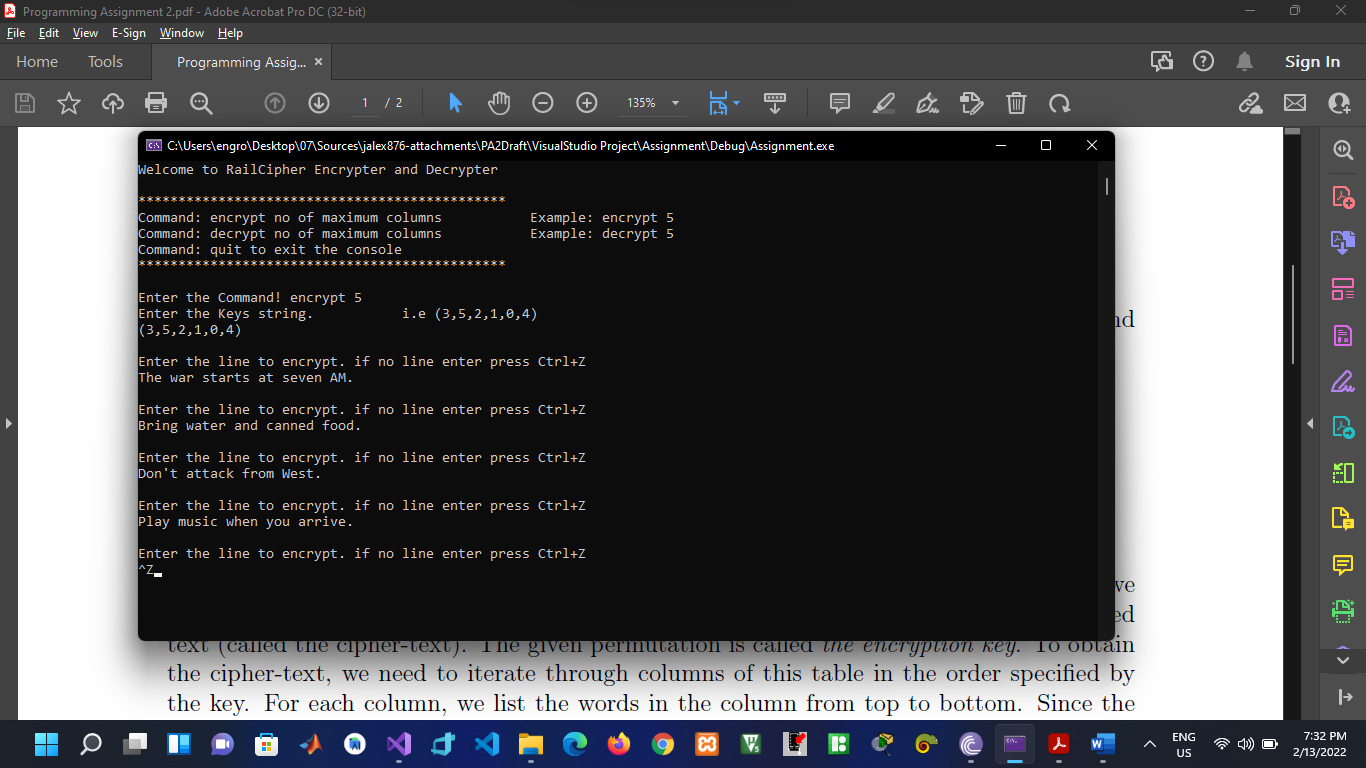 Programming Assignment 2.pdf - Adobe Acrobat Pro DC (32-bit)
File Edit View E-Sign Window Help
Home Tools Programming Assig... × Sign In
1 / 2 135%
C:\Users\engro\Desktop\07\Sources\jalex876-attachments\PA2Draft\VisualStudio Project\Assignment\Debug\Assignment.exe
Welcome to RailCipher Encrypter and Decrypter
**********************************************
Command: encrypt no of maximum columns Example: encrypt 5
Command: decrypt no of maximum columns Example: decrypt 5
Command: quit to exit the console
**********************************************
Enter the Command! encrypt 5
Enter the Keys string. i.e (3,5,2,1,0,4)
(3,5,2,1,0,4)
Enter the line to encrypt. if no line enter press Ctrl+Z
The war starts at seven AM.
Enter the line to encrypt. if no line enter press Ctrl+Z
Bring water and canned food.
Enter the line to encrypt. if no line enter press Ctrl+Z
Don't attack from West.
Enter the line to encrypt. if no line enter press Ctrl+Z
Play music when you arrive.
Enter the line to encrypt. if no line enter press Ctrl+Z
^Z
text (called the cipher-text). The given permutation is called the encryption key. To obtain
the cipher-text, we need to iterate through columns of this table in the order specified by
the key. For each column, we list the words in the column from top to bottom. Since the
ENG
US
7:32 PM
2/13/2022